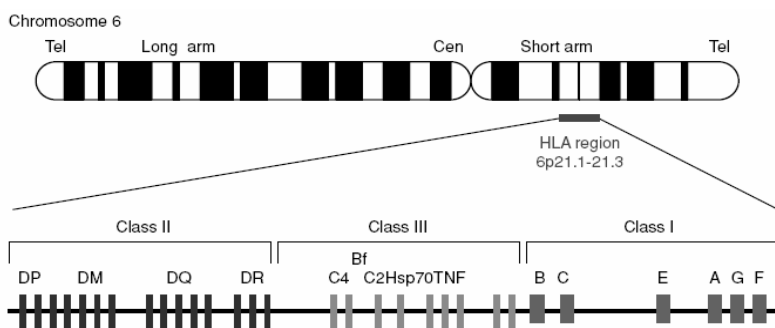 Chromosome 6
Tel Long arm Cen Short arm Tel
HLA region
6p21.1-21.3
Class II Class III Class I
Bf
DP DM DQ DR C4 C2Hsp70TNF B C E A G F